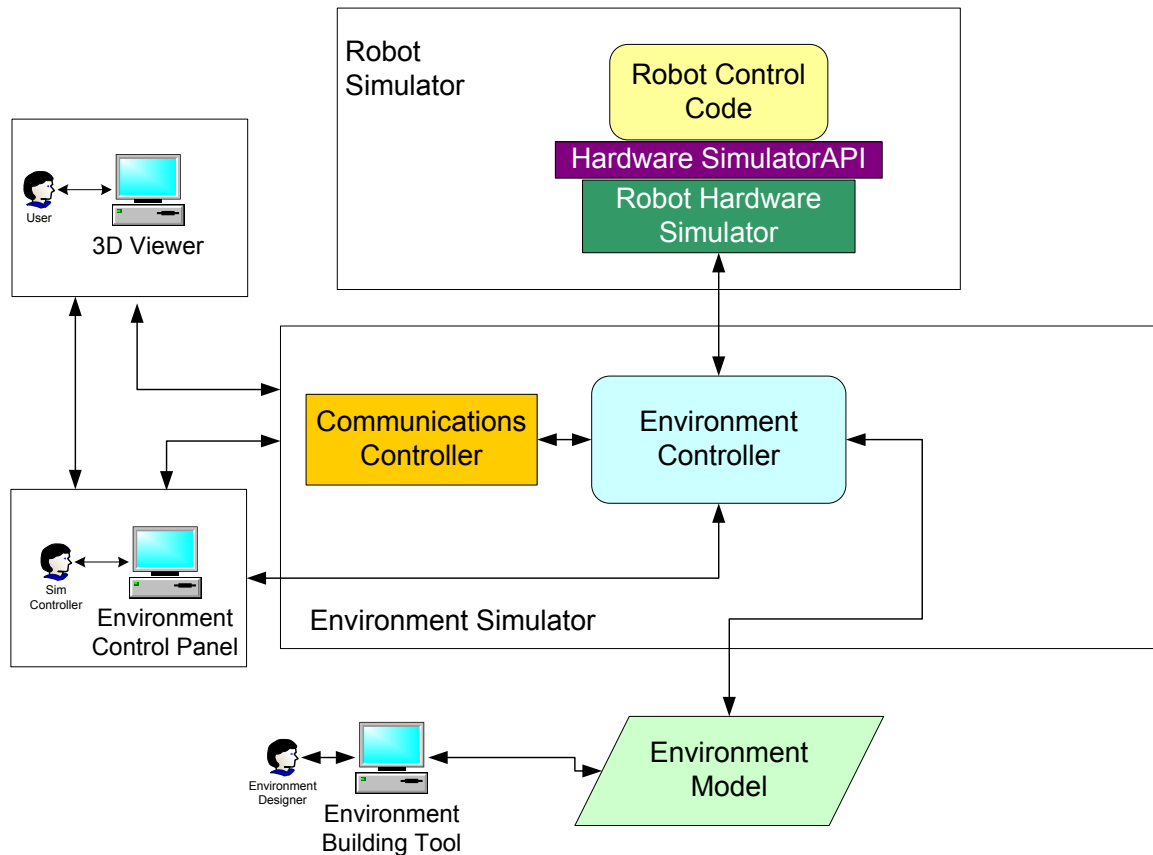 Robot
Simulator
Robot Control
Code
Hardware SimulatorAPI
Robot Hardware
Simulator
User
3D Viewer
Communications
Controller
Environment
Controller
Sim
Controller
Environment
Control Panel
Environment Simulator
Environment
Designer
Environment
Building Tool
Environment
Model